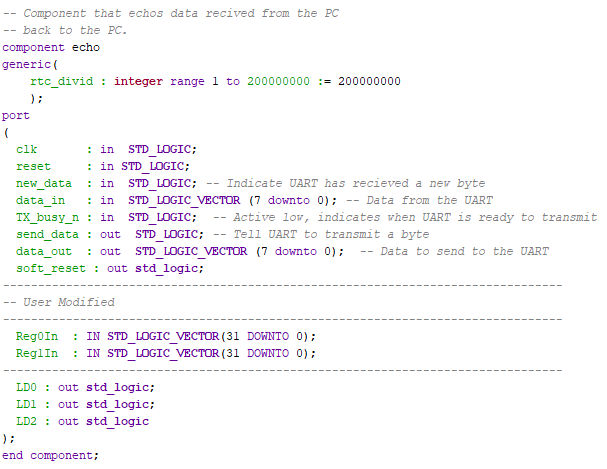 -- Component that echos data recived from the PC
-- back to the PC.
component echo
generic(
    rtc_divid : integer range 1 to 200000000 := 200000000
    );
port
(
  clk       : in  STD_LOGIC;
  reset     : in STD_LOGIC;
  new_data  : in  STD_LOGIC; -- Indicate UART has recieved a new byte
  data_in   : in  STD_LOGIC_VECTOR (7 downto 0); -- Data from the UART
  TX_busy_n : in  STD_LOGIC;  -- Active low, indicates when UART is ready to transmit
  send_data : out  STD_LOGIC; -- Tell UART to transmit a byte
  data_out  : out  STD_LOGIC_VECTOR (7 downto 0);  -- Data to send to the UART
  soft_reset : out std_logic;
--------------------------------------------------------------------------------
-- User Modified
--------------------------------------------------------------------------------
  Reg0In  : IN STD_LOGIC_VECTOR(31 DOWNTO 0);
  Reg1In  : IN STD_LOGIC_VECTOR(31 DOWNTO 0);
--------------------------------------------------------------------------------
  LD0 : out std_logic;
  LD1 : out std_logic;
  LD2 : out std_logic
);
end component;